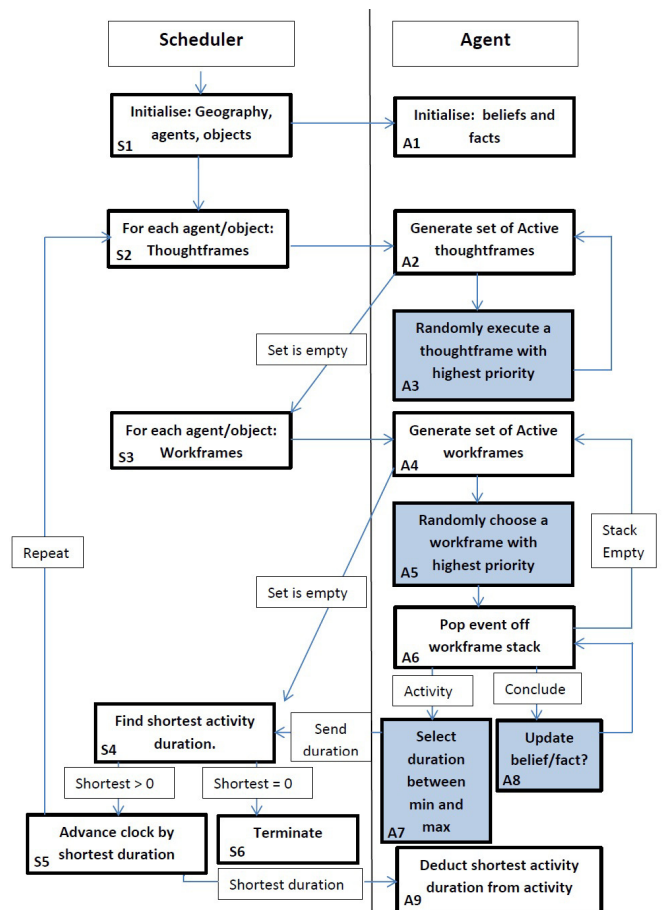 Scheduler
Agent
Initialise: Geography,
agents, objects
S1
Initialise: beliefs and
facts
A1
For each agent/object:
Thoughtframes
S2
Generate set of Active
thoughtframes
A2
Randomly execute a
thoughtframe with
highest priority
A3
Set is empty
For each agent/object:
Workframes
S3
Generate set of Active
workframes
A4
Randomly choose a
workframe with
highest priority
A5
Stack
Empty
Repeat
Set is empty
Pop event off
workframe stack
A6
Activity
Conclude
Find shortest activity
duration.
S4
Send
duration
Select
duration
between
min and
max
A7
Update
belief/fact?
A8
Shortest > 0
Shortest = 0
Advance clock by
shortest duration
S5
Terminate
S6
Shortest duration
Deduct shortest activity
duration from activity
A9